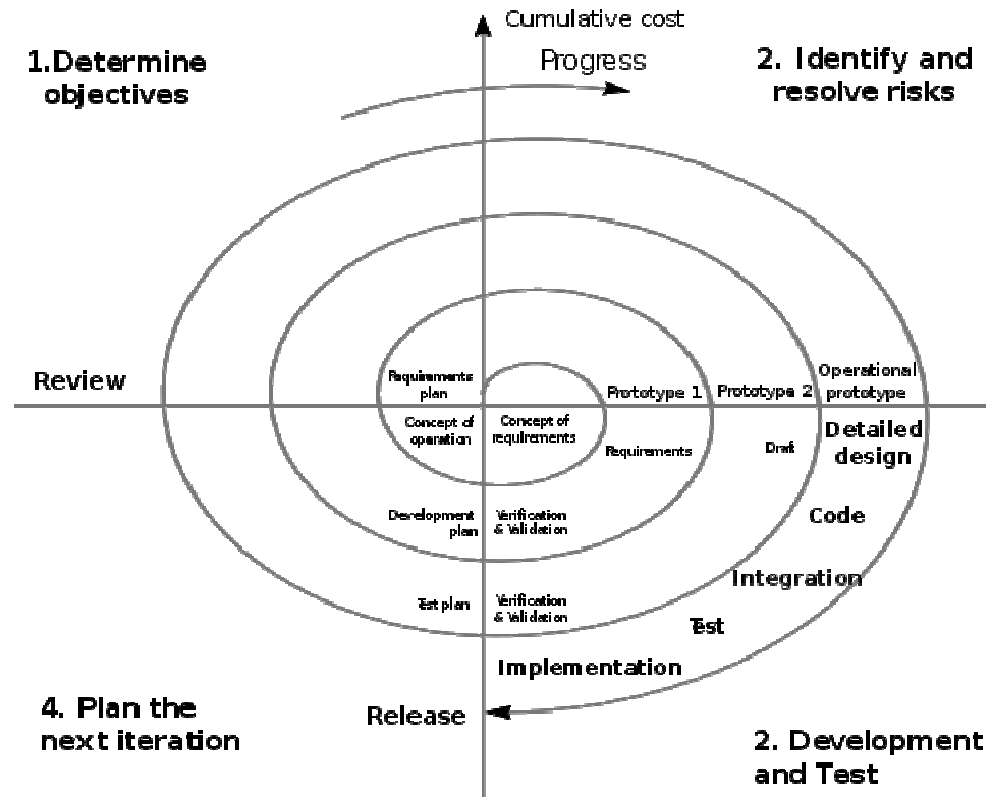 Cumulative cost
Progress
1.Determine
objectives
2. Identify and
resolve risks
Review
Requirements
plan
Prototype 1
Prototype 2
Operational
prototype
Concept of
operation
Concept of
requirements
Requirements
Draft
Detailed
design
Development
plan
Verification
& Validation
Code
Integration
Test plan
Verification
& Validation
Test
Implementation
Release
4. Plan the
next iteration
2. Development
and Test